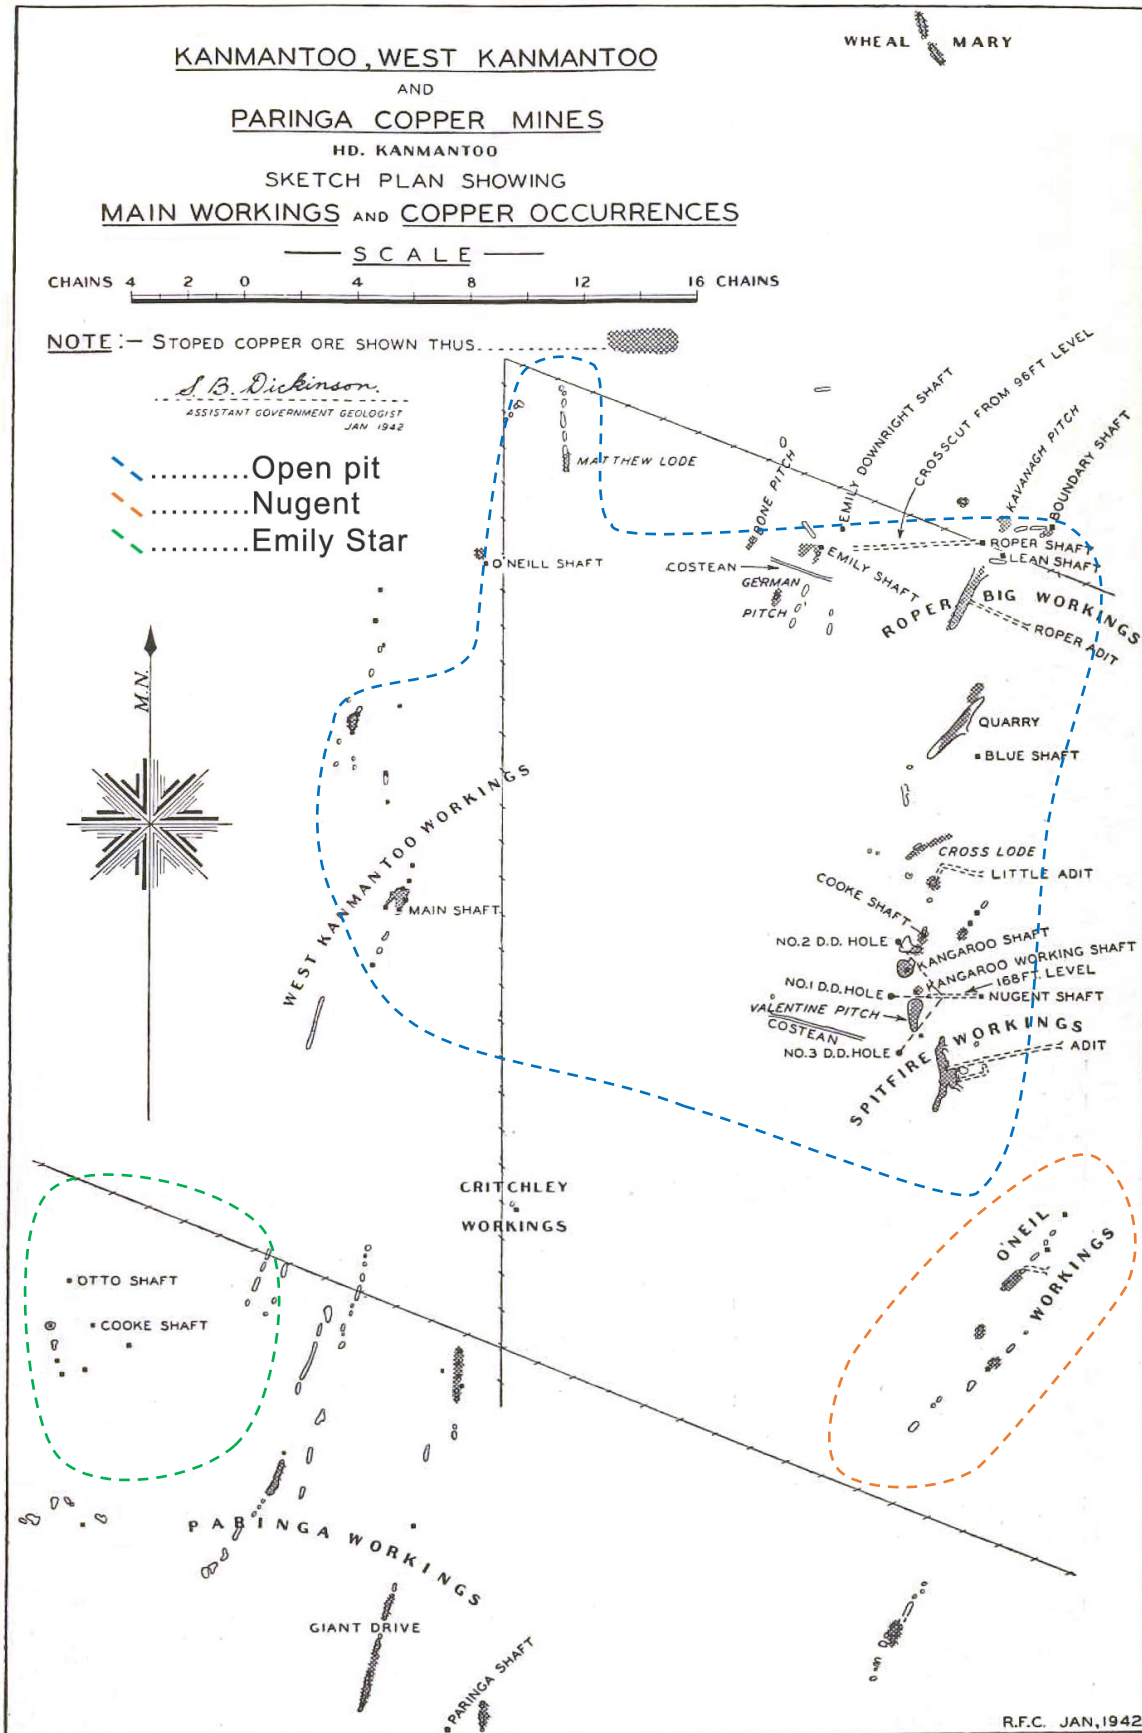 WHEAL MARY
KANMANTOO, WEST KANMANTOO
AND
PARINGA COPPER MINES
HD. KANMANTOO
SKETCH PLAN SHOWING
MAIN WORKINGS AND COPPER OCCURRENCES
SCALE
CHAINS 4 2 0 4 8 12 16 CHAINS
NOTE:- STOPED COPPER ORE SHOWN THUS
S. B. Dickinson.
ASSISTANT GOVERNMENT GEOLOGIST
JAN 1942
..........Open pit
..........Nugent
..........Emily Star
MATTHEW LODE
BONE PITCH
EMILY DOWNRIGHT SHAFT
CROSSCUT FROM 96FT LEVEL
KAVANAGH PITCH
BOUNDARY SHAFT
O'NEILL SHAFT
COSTEAN
GERMAN
PITCH
EMILY SHAFT
ROPER SHAFT
LEAN SHAFT
ROPER BIG WORKINGS
ROPER ADIT
M.N.
QUARRY
BLUE SHAFT
WEST KANMANTOO WORKINGS
MAIN SHAFT
CROSS LODE
LITTLE ADIT
COOKE SHAFT
NO.2 D.D. HOLE
KANGAROO SHAFT
KANGAROO WORKING SHAFT
168FT. LEVEL
NO.1 D.D. HOLE
NUGENT SHAFT
VALENTINE PITCH
COSTEAN
NO.3 D.D. HOLE
SPITFIRE WORKINGS
ADIT
CRITCHLEY
WORKINGS
O'NEIL
WORKINGS
OTTO SHAFT
COOKE SHAFT
PARINGA WORKINGS
GIANT DRIVE
PARINGA SHAFT
R.F.C. JAN, 1942